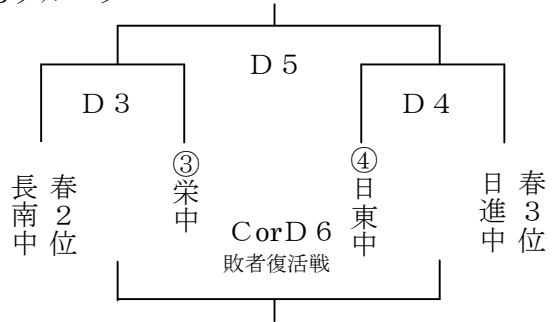 Ｄ５
Ｄ３
Ｄ４
春２位
長南中
③栄中
④日東中
春３位
日進中
ＣorＤ６
敗者復活戦